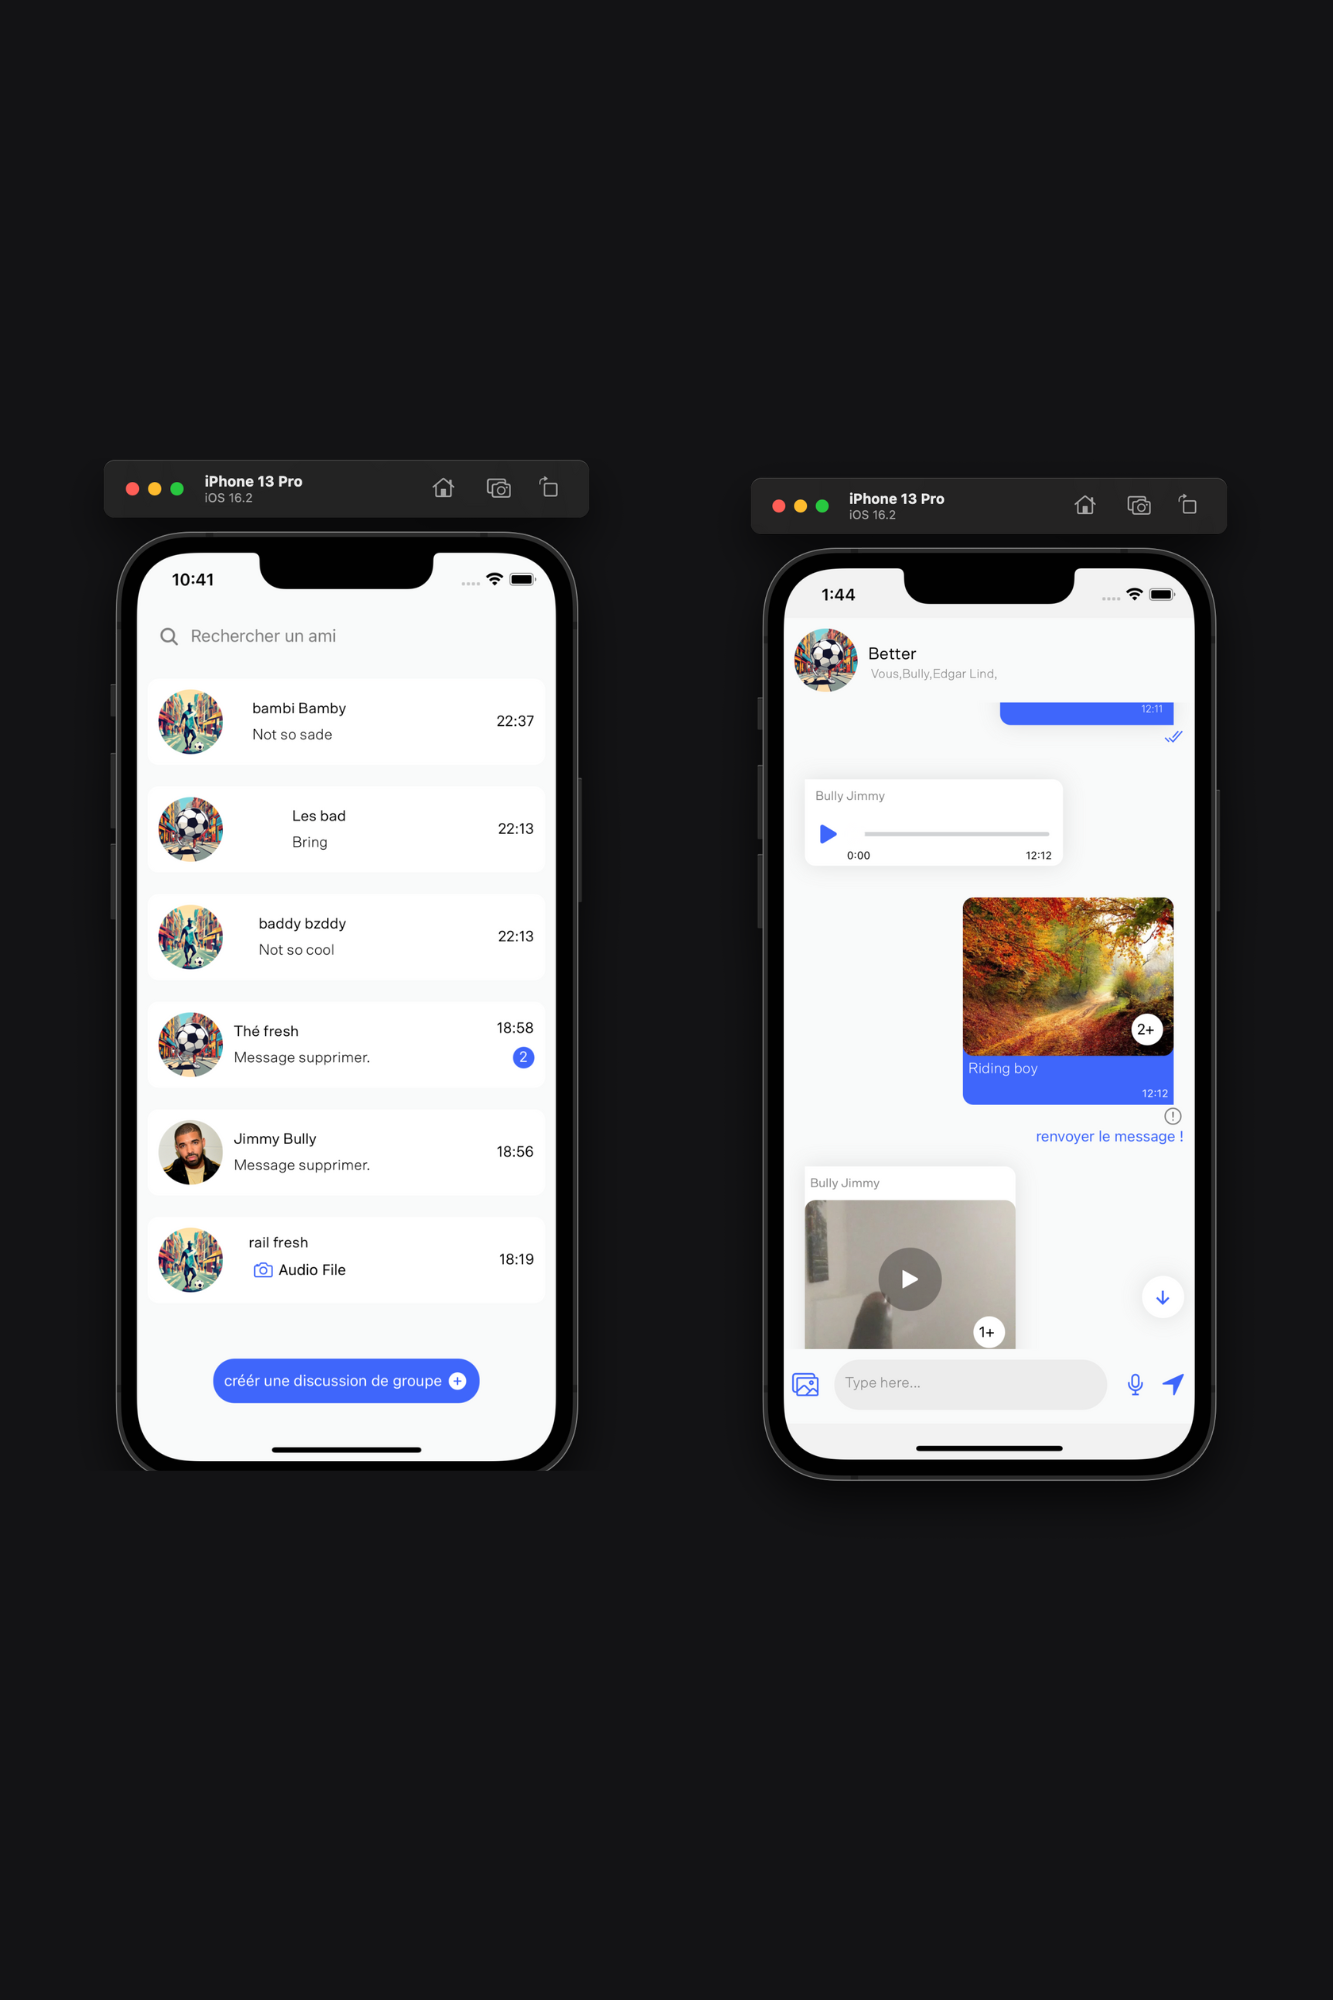 iPhone 13 Pro
iOS 16.2
10:41
Rechercher un ami
bambi Bamby
Not so sade
22:37
Les bad
Bring
22:13
baddy bzddy
Not so cool
22:13
Thé fresh
Message supprimer.
18:58
2
Jimmy Bully
Message supprimer.
18:56
rail fresh
Audio File
18:19
créér une discussion de groupe
iPhone 13 Pro
iOS 16.2
1:44
Better
Vous,Bully,Edgar Lind,
12:11
Bully Jimmy
0:00
12:12
2+
Riding boy
12:12
renvoyer le message !
Bully Jimmy
1+
Type here...